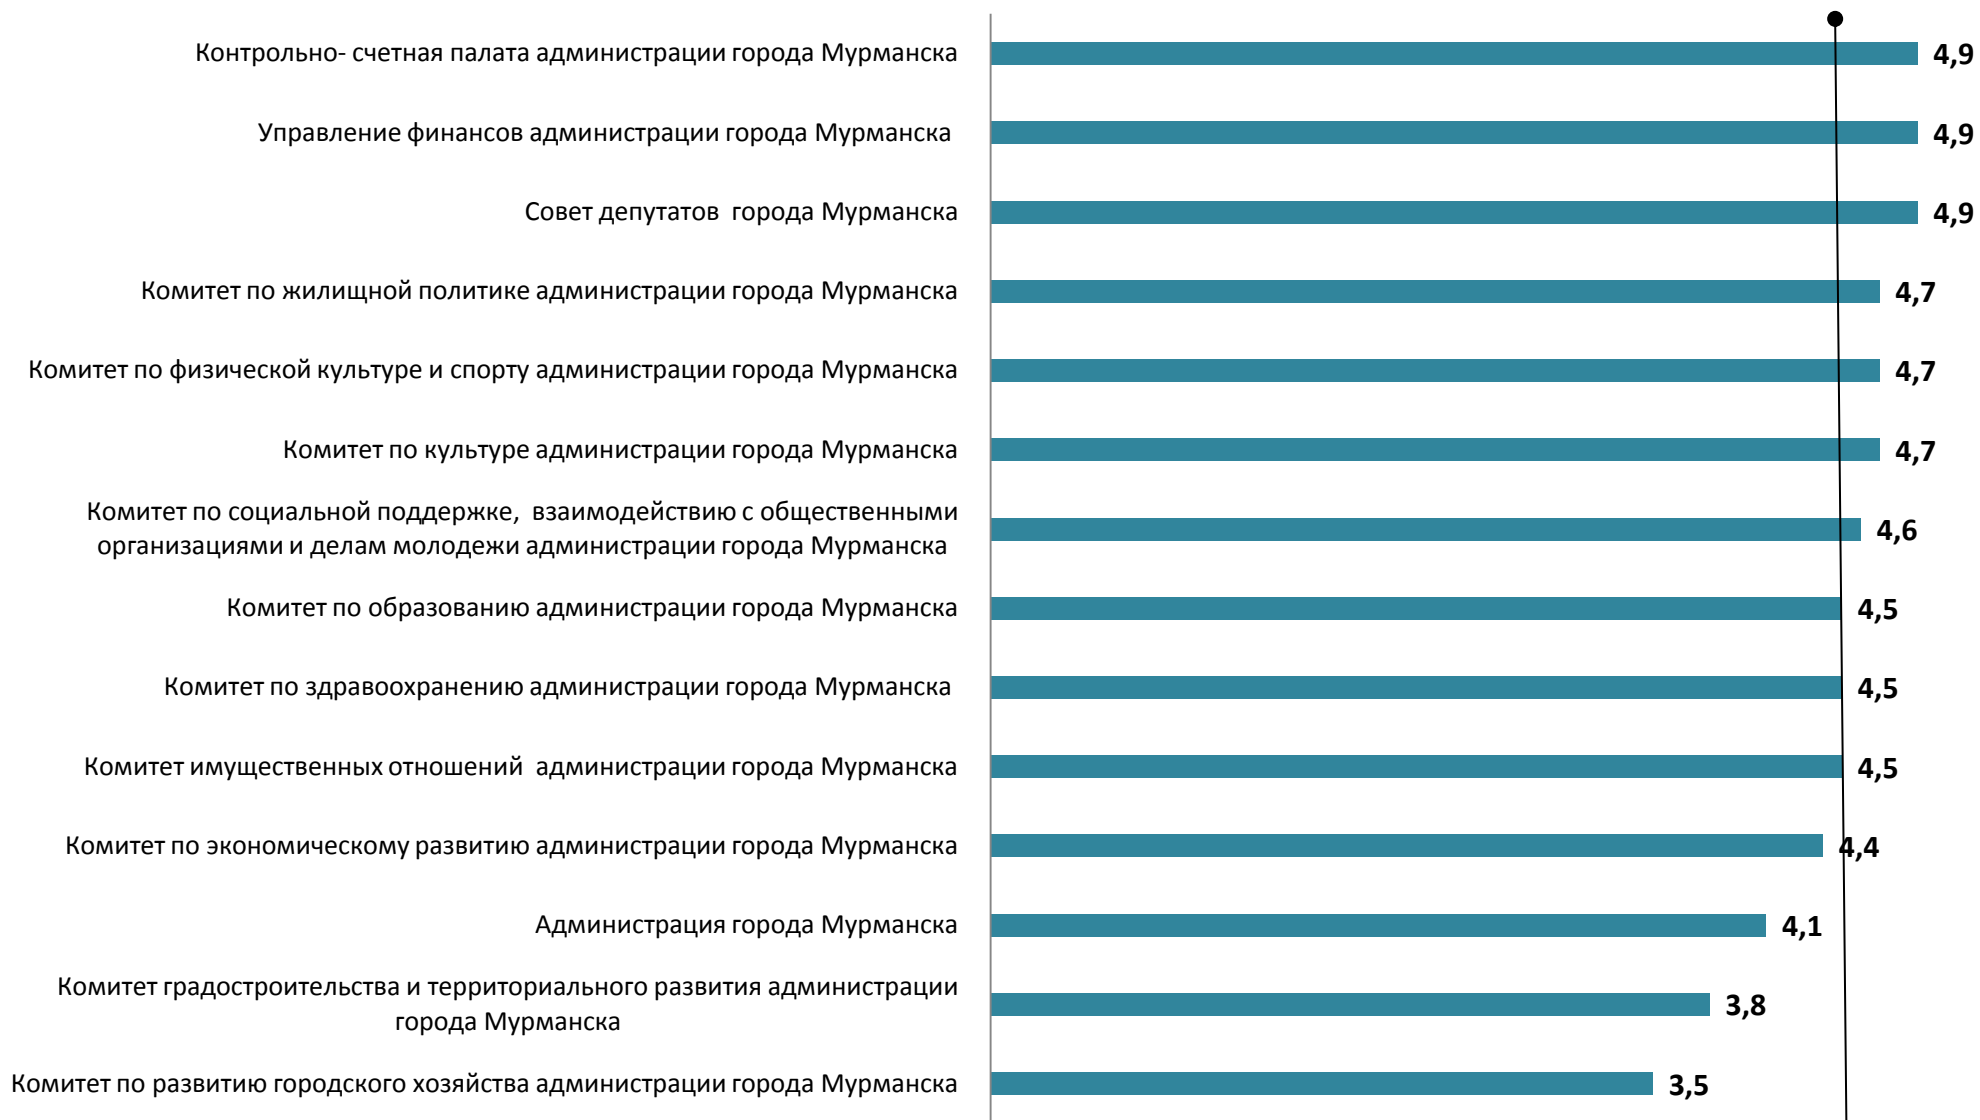 Контрольно- счетная палата администрации города Мурманска 4,9
Управление финансов администрации города Мурманска 4,9
Совет депутатов города Мурманска 4,9
Комитет по жилищной политике администрации города Мурманска 4,7
Комитет по физической культуре и спорту администрации города Мурманска 4,7
Комитет по культуре администрации города Мурманска 4,7
Комитет по социальной поддержке, взаимодействию с общественными
организациями и делам молодежи администрации города Мурманска 4,6
Комитет по образованию администрации города Мурманска 4,5
Комитет по здравоохранению администрации города Мурманска 4,5
Комитет имущественных отношений администрации города Мурманска 4,5
Комитет по экономическому развитию администрации города Мурманска 4,4
Администрация города Мурманска 4,1
Комитет градостроительства и территориального развития администрации
города Мурманска 3,8
Комитет по развитию городского хозяйства администрации города Мурманска 3,5